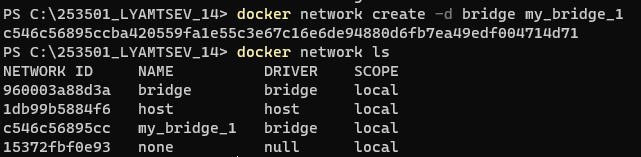 PS C:\253501_LYAMTSEV_14> docker network create -d bridge my_bridge_1
c546c56895ccba420559fa1e55c3e67c16e6de94880d6fb7ea49edf004714d71
PS C:\253501_LYAMTSEV_14> docker network ls
NETWORK ID NAME DRIVER SCOPE
960003a88d3a bridge bridge local
1db99b5884f6 host host local
c546c56895cc my_bridge_1 bridge local
15372fbf0e93 none null local